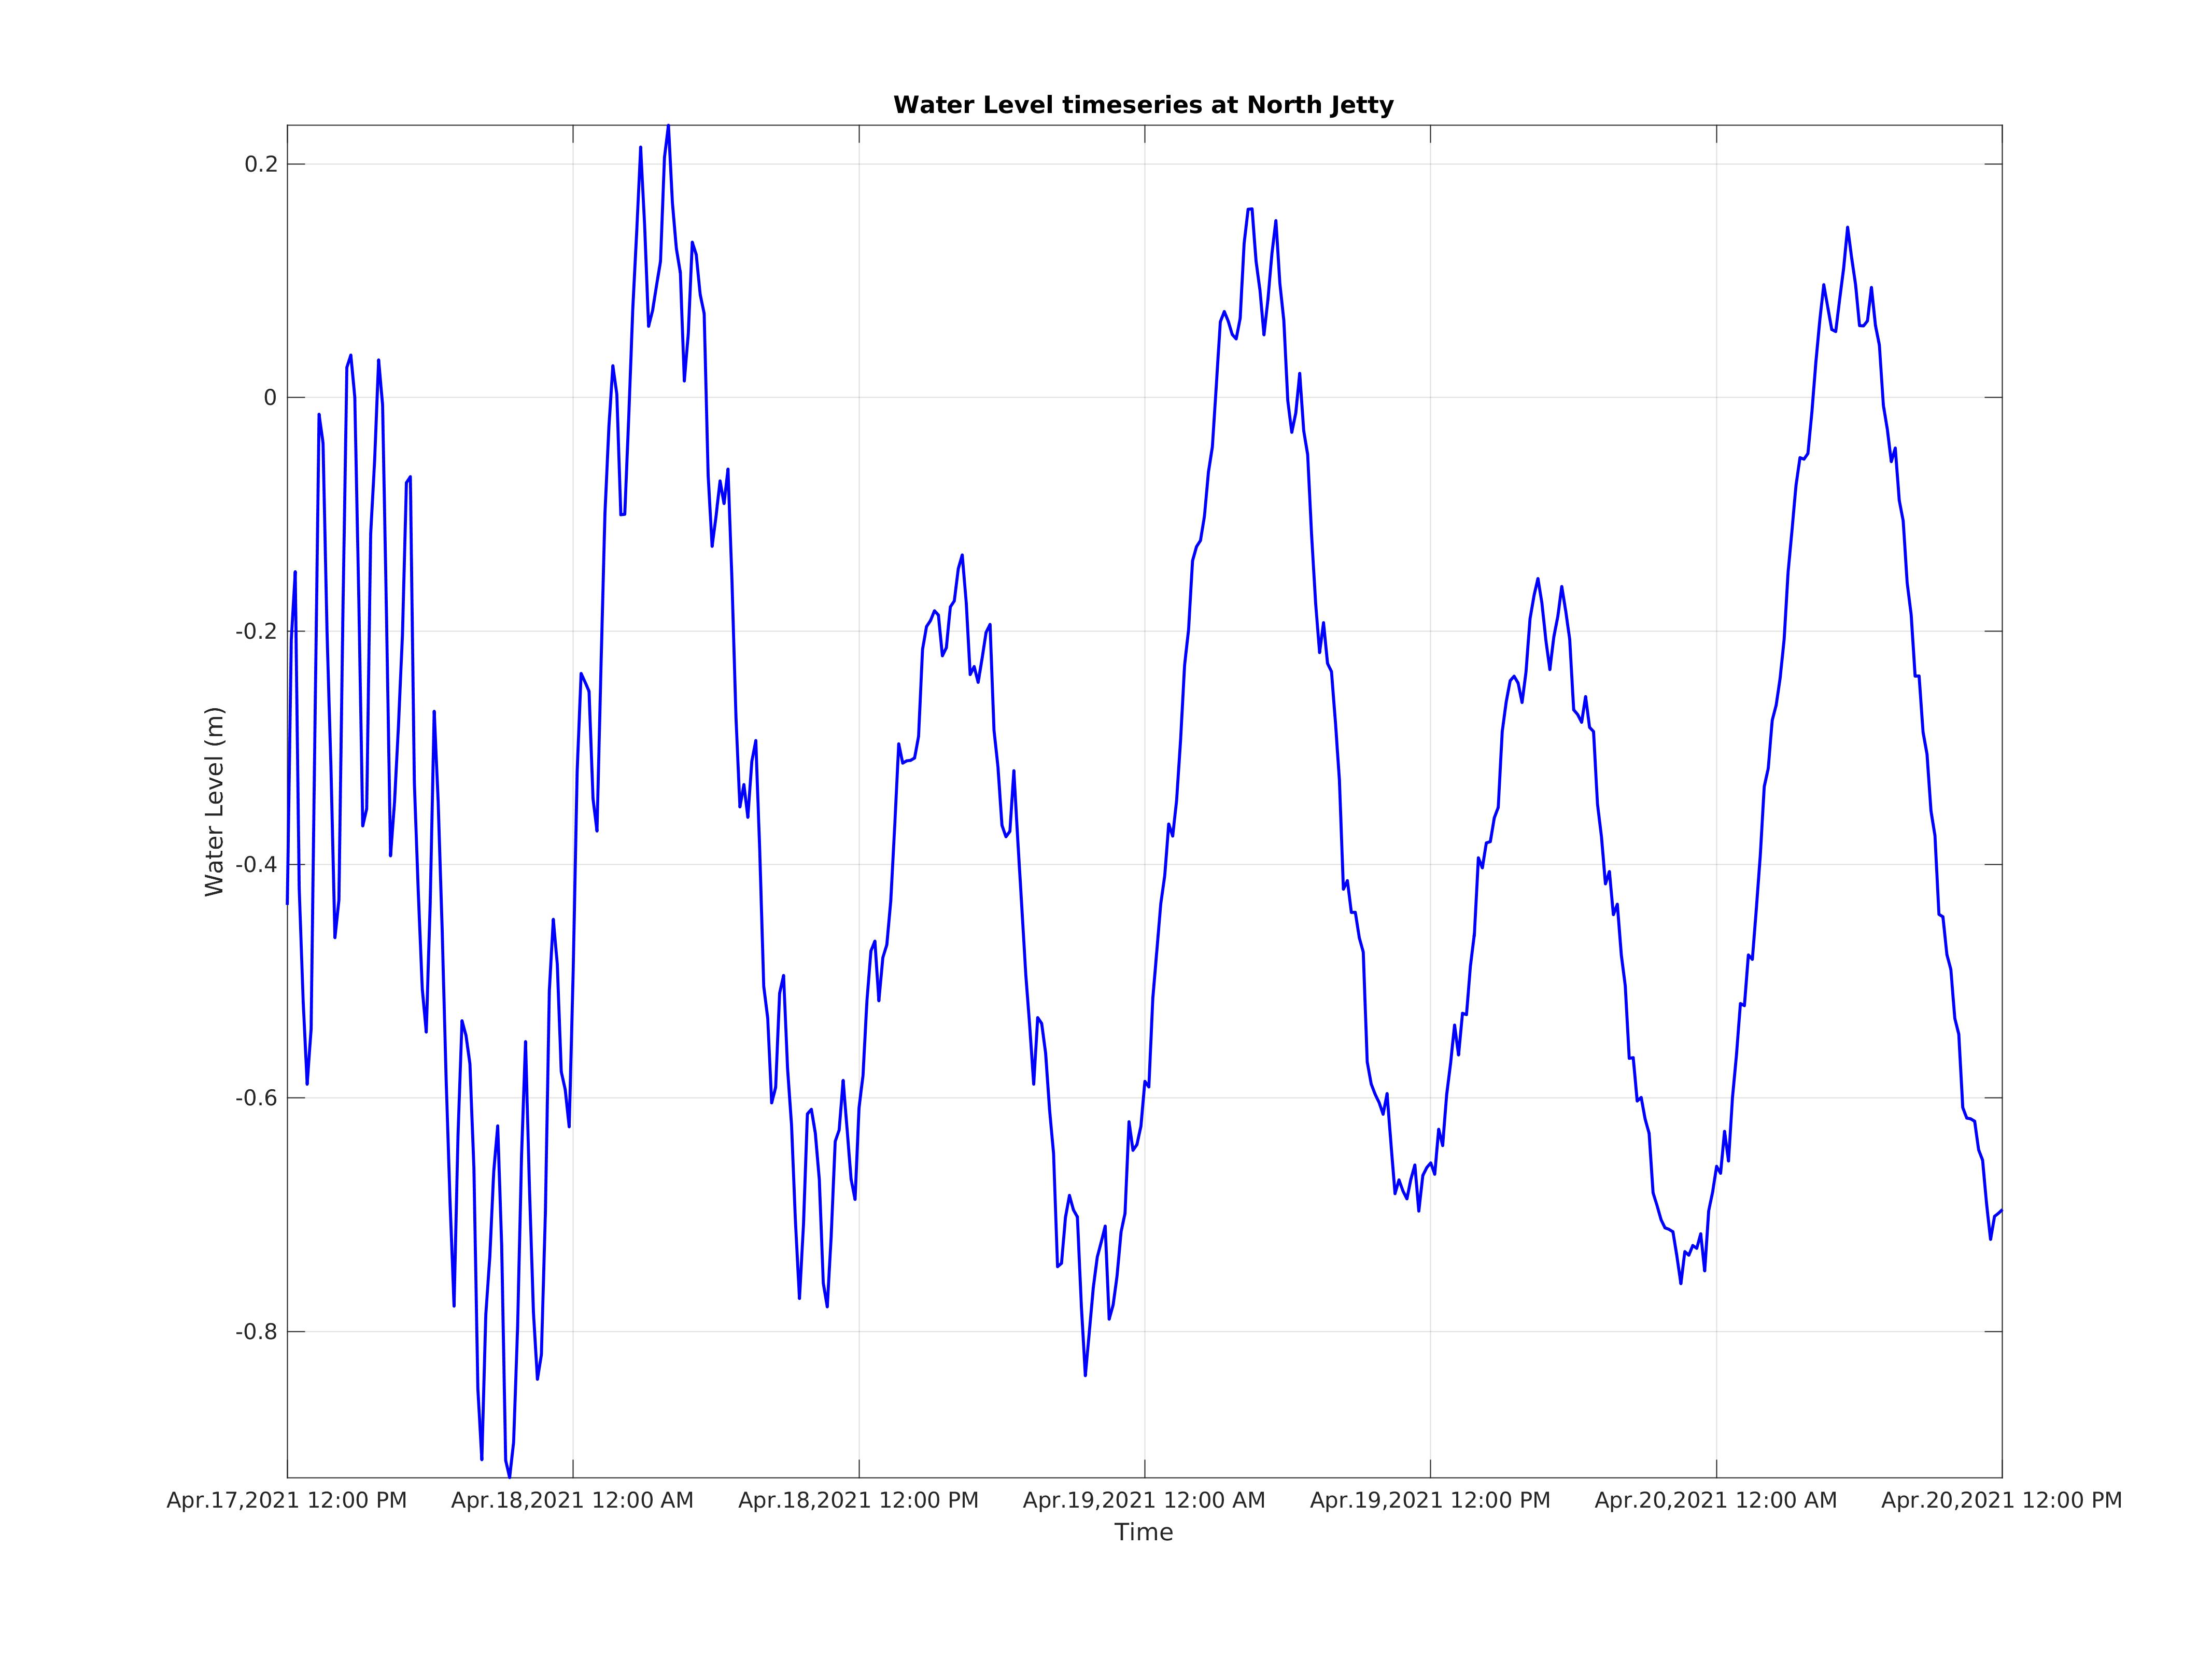 Water Level timeseries at North Jetty
0.2
0
-0.2
-0.4
-0.6
-0.8
Water Level (m)
Apr.17,2021 12:00 PM Apr.18,2021 12:00 AM Apr.18,2021 12:00 PM Apr.19,2021 12:00 AM Apr.19,2021 12:00 PM Apr.20,2021 12:00 AM Apr.20,2021 12:00 PM
Time